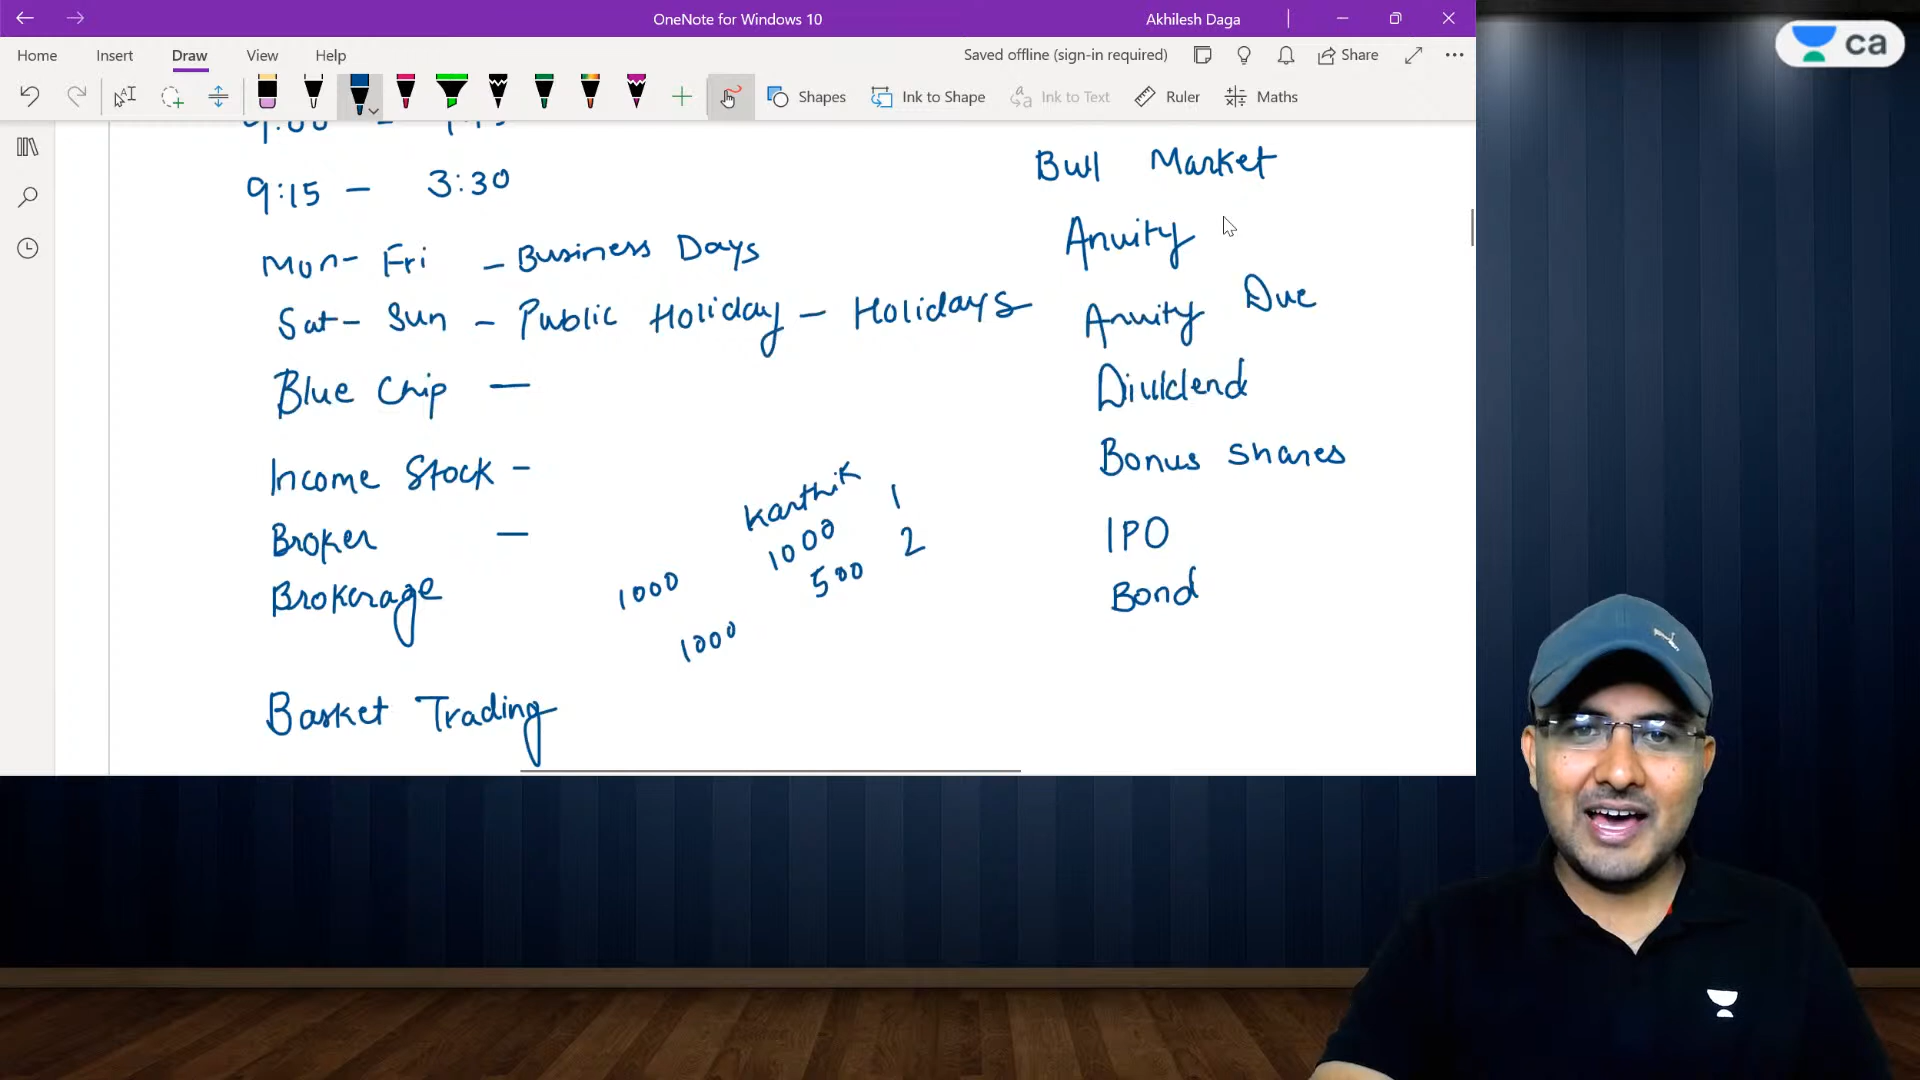 OneNote for Windows 10
Akhilesh Daga
Home Insert Draw View Help
Saved offline (sign-in required)
Share
Shapes
Ink to Shape
Ink to Text
Ruler
Maths
ca
9:15 - 3:30
Mon- Fri - Business Days
Sat- Sun - Public Holiday - Holidays
Blue Chip -
Income Stock -
Broker -
Brokerage
Karthik
1000 1
500 2
1000
1000
Basket Trading
Bull Market
Anuity
Anuity Due
Dividend
Bonus Shares
IPO
Bond